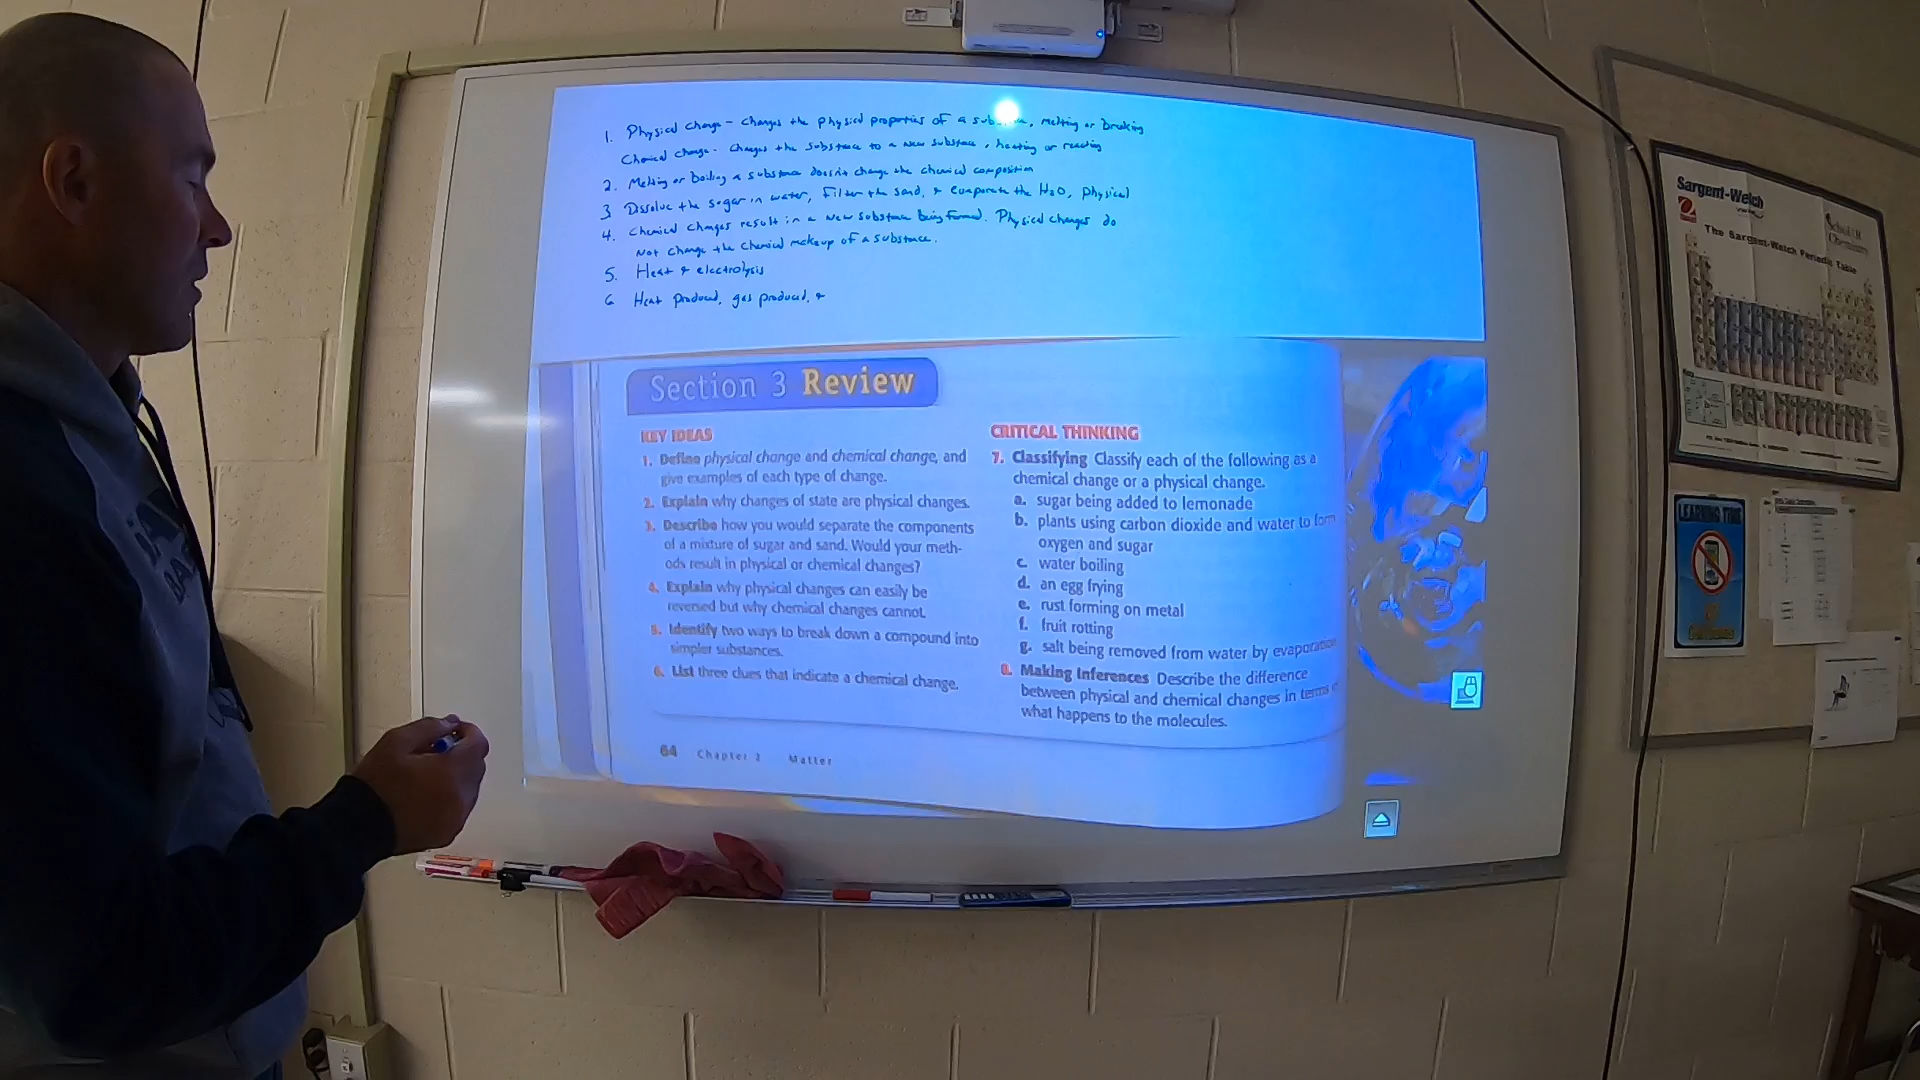 1. Physical change - changes the physical properties of a, melting or breaking
Chemical change - changes the substance to a new substance, heating or reacting
2. Melting or boiling a substance doesn't change the chemical composition
3 Dissolve the sugar in water, filter the sand, & evaporate the H2O, physical
4. Chemical changes result in a new substance being formed. Physical changes do
not change the chemical makeup of a substance.
5. Heat & electrolysis
6 Heat produced, gas produced, &
Section 3 Review
KEY IDEAS
1. Define physical change and chemical change, and
give examples of each type of change.
2. Explain why changes of state are physical changes.
3. Describe how you would separate the components
of a mixture of sugar and sand. Would your meth-
ods result in physical or chemical changes?
4. Explain why physical changes can easily be
reversed but why chemical changes cannot.
5. Identify two ways to break down a compound into
simpler substances.
6. List three clues that indicate a chemical change.
64 Chapter 2 Matter
CRITICAL THINKING
7. Classifying Classify each of the following as a
chemical change or a physical change.
a. sugar being added to lemonade
b. plants using carbon dioxide and water to form
oxygen and sugar
c. water boiling
d. an egg frying
e. rust forming on metal
f. fruit rotting
g. salt being removed from water by evaporation
8. Making Inferences Describe the difference
between physical and chemical changes in terms
what happens to the molecules.
Sargent-Welch
The Sargent-Welch Periodic Table
LEARNING TIME